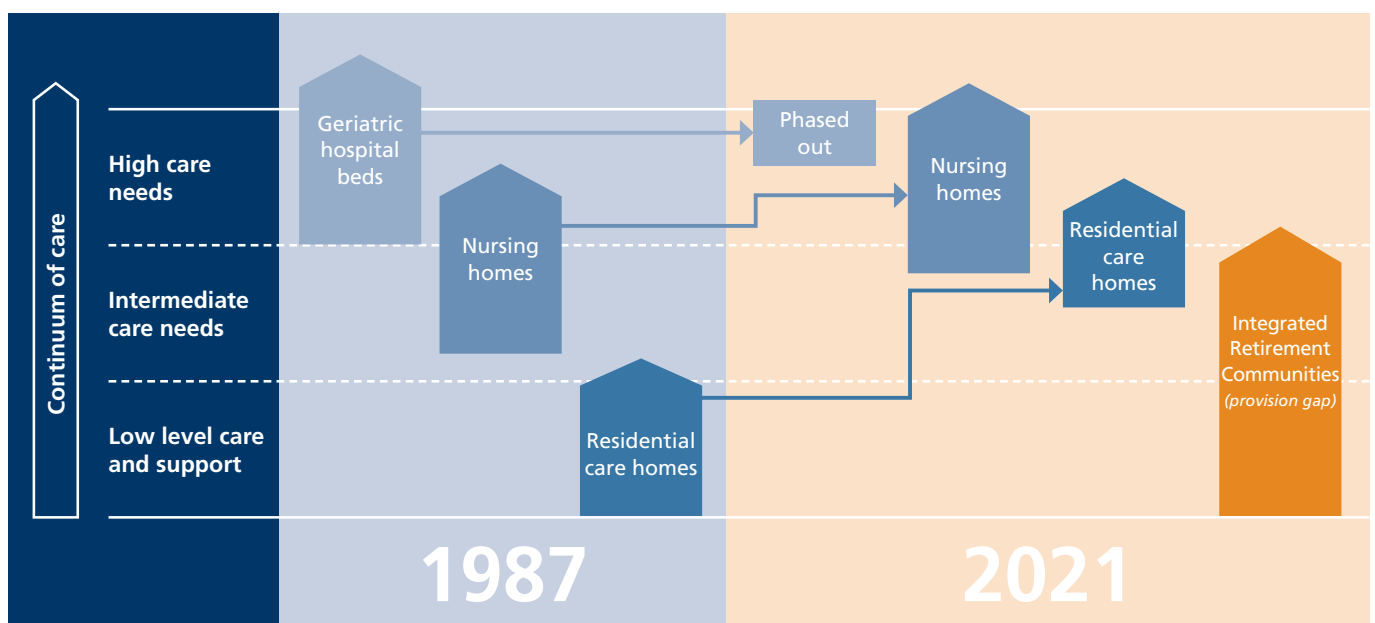 Continuum of care
High care
needs
Intermediate
care needs
Low level care
and support
Geriatric
hospital
beds
Nursing
homes
Residential
care homes
1987
Phased
out
Nursing
homes
Residential
care
homes
Integrated
Retirement
Communities
(provision gap)
2021